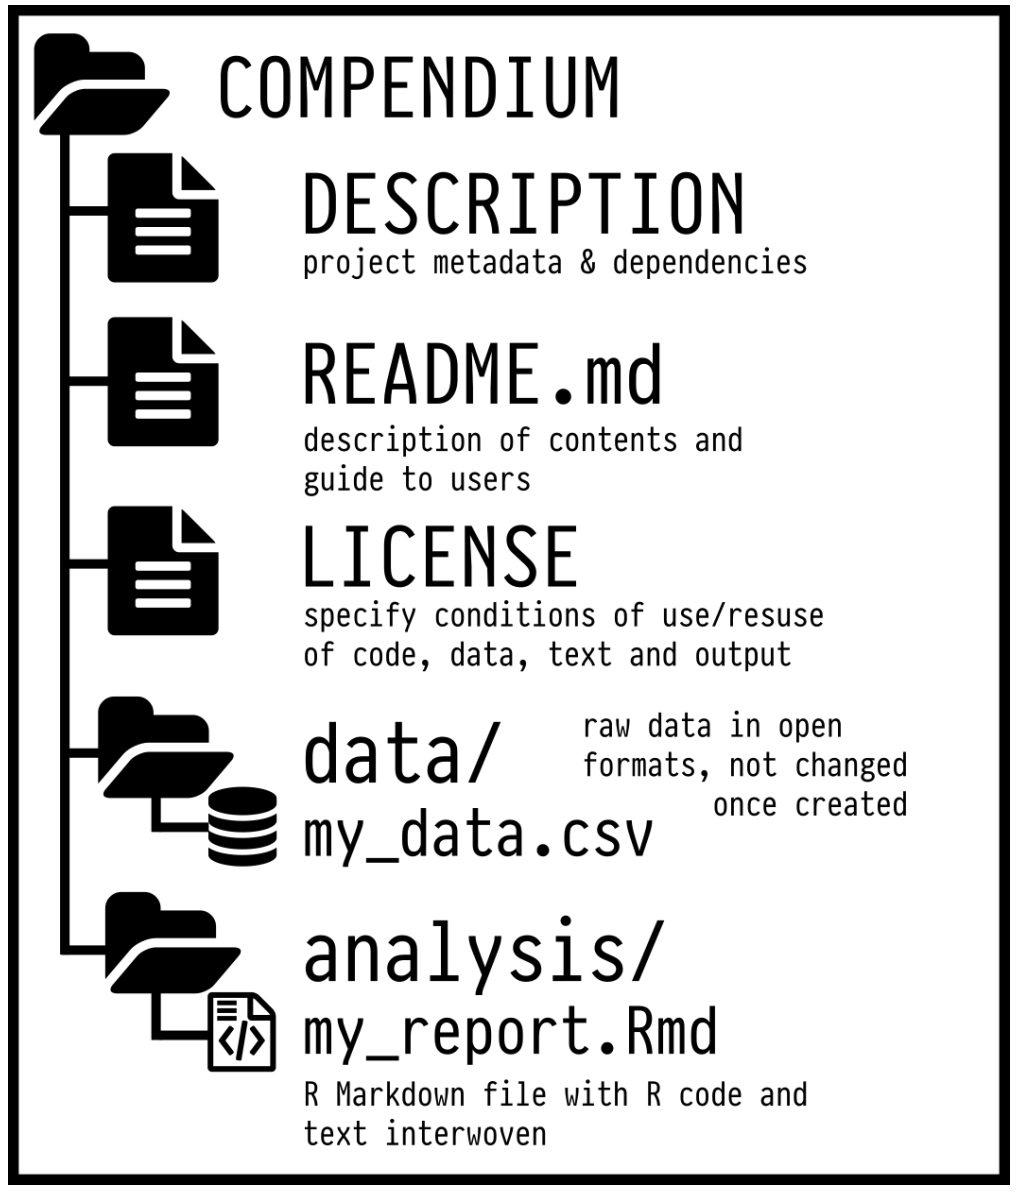 COMPENDIUM
DESCRIPTION
project metadata & dependencies
README.md
description of contents and
guide to users
LICENSE
specify conditions of use/resuse
of code, data, text and output
data/
raw data in open
formats, not changed
once created
my_data.csv
analysis/
my_report.Rmd
R Markdown file with R code and
text interwoven